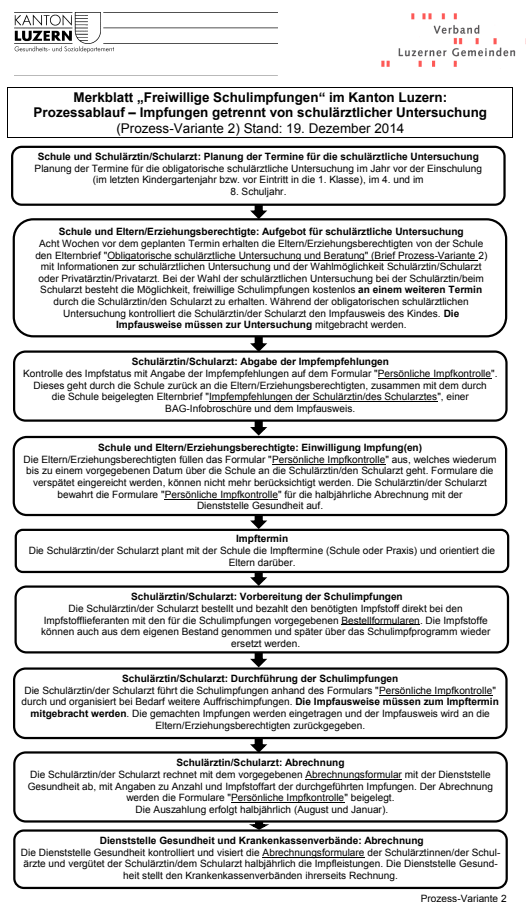 KANTON
LUZERN
Gesundheits- und Sozialdepartement
Verband
Luzerner Gemeinden
Merkblatt „Freiwillige Schulimpfungen“ im Kanton Luzern:
Prozessablauf – Impfungen getrennt von schulärztlicher Untersuchung
(Prozess-Variante 2) Stand: 19. Dezember 2014
Schule und Schulärztin/Schularzt: Planung der Termine für die schulärztliche Untersuchung
Planung der Termine für die obligatorische schulärztliche Untersuchung im Jahr vor der Einschulung
(im letzten Kindergartenjahr bzw. vor Eintritt in die 1. Klasse), im 4. und im
8. Schuljahr.
Schule und Eltern/Erziehungsberechtigte: Aufgebot für schulärztliche Untersuchung
Acht Wochen vor dem geplanten Termin erhalten die Eltern/Erziehungsberechtigten von der Schule
den Elternbrief "Obligatorische schulärztliche Untersuchung und Beratung" (Brief Prozess-Variante 2)
mit Informationen zur schulärztlichen Untersuchung und der Wahlmöglichkeit Schulärztin/Schularzt
oder Privatärztin/Privatarzt. Bei der Wahl der schulärztlichen Untersuchung bei der Schulärztin/beim
Schularzt besteht die Möglichkeit, freiwillige Schulimpfungen kostenlos an einem weiteren Termin
durch die Schulärztin/den Schularzt zu erhalten. Während der obligatorischen schulärztlichen
Untersuchung kontrolliert die Schulärztin/der Schularzt den Impfausweis des Kindes. Die
Impfausweise müssen zur Untersuchung mitgebracht werden.
Schulärztin/Schularzt: Abgabe der Impfempfehlungen
Kontrolle des Impfstatus mit Angabe der Impfempfehlungen auf dem Formular "Persönliche Impfkontrolle".
Dieses geht durch die Schule zurück an die Eltern/Erziehungsberechtigten, zusammen mit dem durch
die Schule beigelegten Elternbrief "Impfempfehlungen der Schulärztin/des Schularztes", einer
BAG-Infobroschüre und dem Impfausweis.
Schule und Eltern/Erziehungsberechtigte: Einwilligung Impfung(en)
Die Eltern/Erziehungsberechtigten füllen das Formular "Persönliche Impfkontrolle" aus, welches wiederum
bis zu einem vorgegebenen Datum über die Schule an die Schulärztin/den Schularzt geht. Formulare die
verspätet eingereicht werden, können nicht mehr berücksichtigt werden. Die Schulärztin/der Schularzt
bewahrt die Formulare "Persönliche Impfkontrolle" für die halbjährliche Abrechnung mit der
Dienststelle Gesundheit auf.
Impftermin
Die Schulärztin/der Schularzt plant mit der Schule die Impftermine (Schule oder Praxis) und orientiert die
Eltern darüber.
Schulärztin/Schularzt: Vorbereitung der Schulimpfungen
Die Schulärztin/der Schularzt bestellt und bezahlt den benötigten Impfstoff direkt bei den
Impfstofflieferanten mit den für die Schulimpfungen vorgegebenen Bestellformularen. Die Impfstoffe
können auch aus dem eigenen Bestand genommen und später über das Schulimpfprogramm wieder
ersetzt werden.
Schulärztin/Schularzt: Durchführung der Schulimpfungen
Die Schulärztin/der Schularzt führt die Schulimpfungen anhand des Formulars "Persönliche Impfkontrolle"
durch und organisiert bei Bedarf weitere Auffrischimpfungen. Die Impfausweise müssen zum Impftermin
mitgebracht werden. Die gemachten Impfungen werden eingetragen und der Impfausweis wird an die
Eltern/Erziehungsberechtigten zurückgegeben.
Schulärztin/Schularzt: Abrechnung
Die Schulärztin/der Schularzt rechnet mit dem vorgegebenen Abrechnungsformular mit der Dienststelle
Gesundheit ab, mit Angaben zu Anzahl und Impfstoffart der durchgeführten Impfungen. Der Abrechnung
werden die Formulare "Persönliche Impfkontrolle" beigelegt.
Die Auszahlung erfolgt halbjährlich (August und Januar).
Dienststelle Gesundheit und Krankenkassenverbände: Abrechnung
Die Dienststelle Gesundheit kontrolliert und visiert die Abrechnungsformulare der Schulärztinnen/der Schul-
ärzte und vergütet der Schulärztin/dem Schularzt halbjährlich die Impfleistungen. Die Dienststelle Gesund-
heit stellt den Krankenkassenverbänden ihrerseits Rechnung.
Prozess-Variante 2